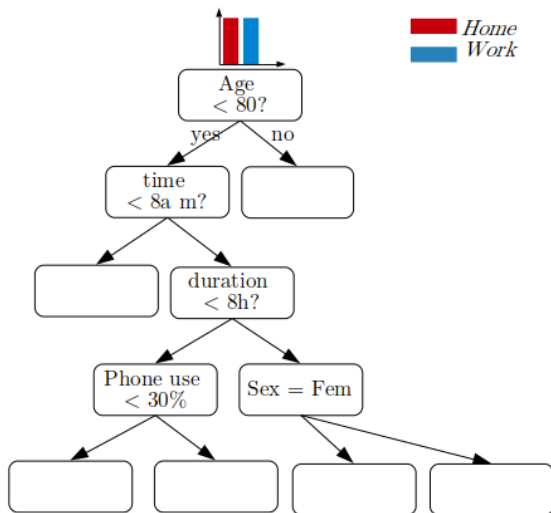 Home
Work
Age
< 80?
yes
no
time
< 8a m?
duration
< 8h?
Phone use
< 30%
Sex = Fem